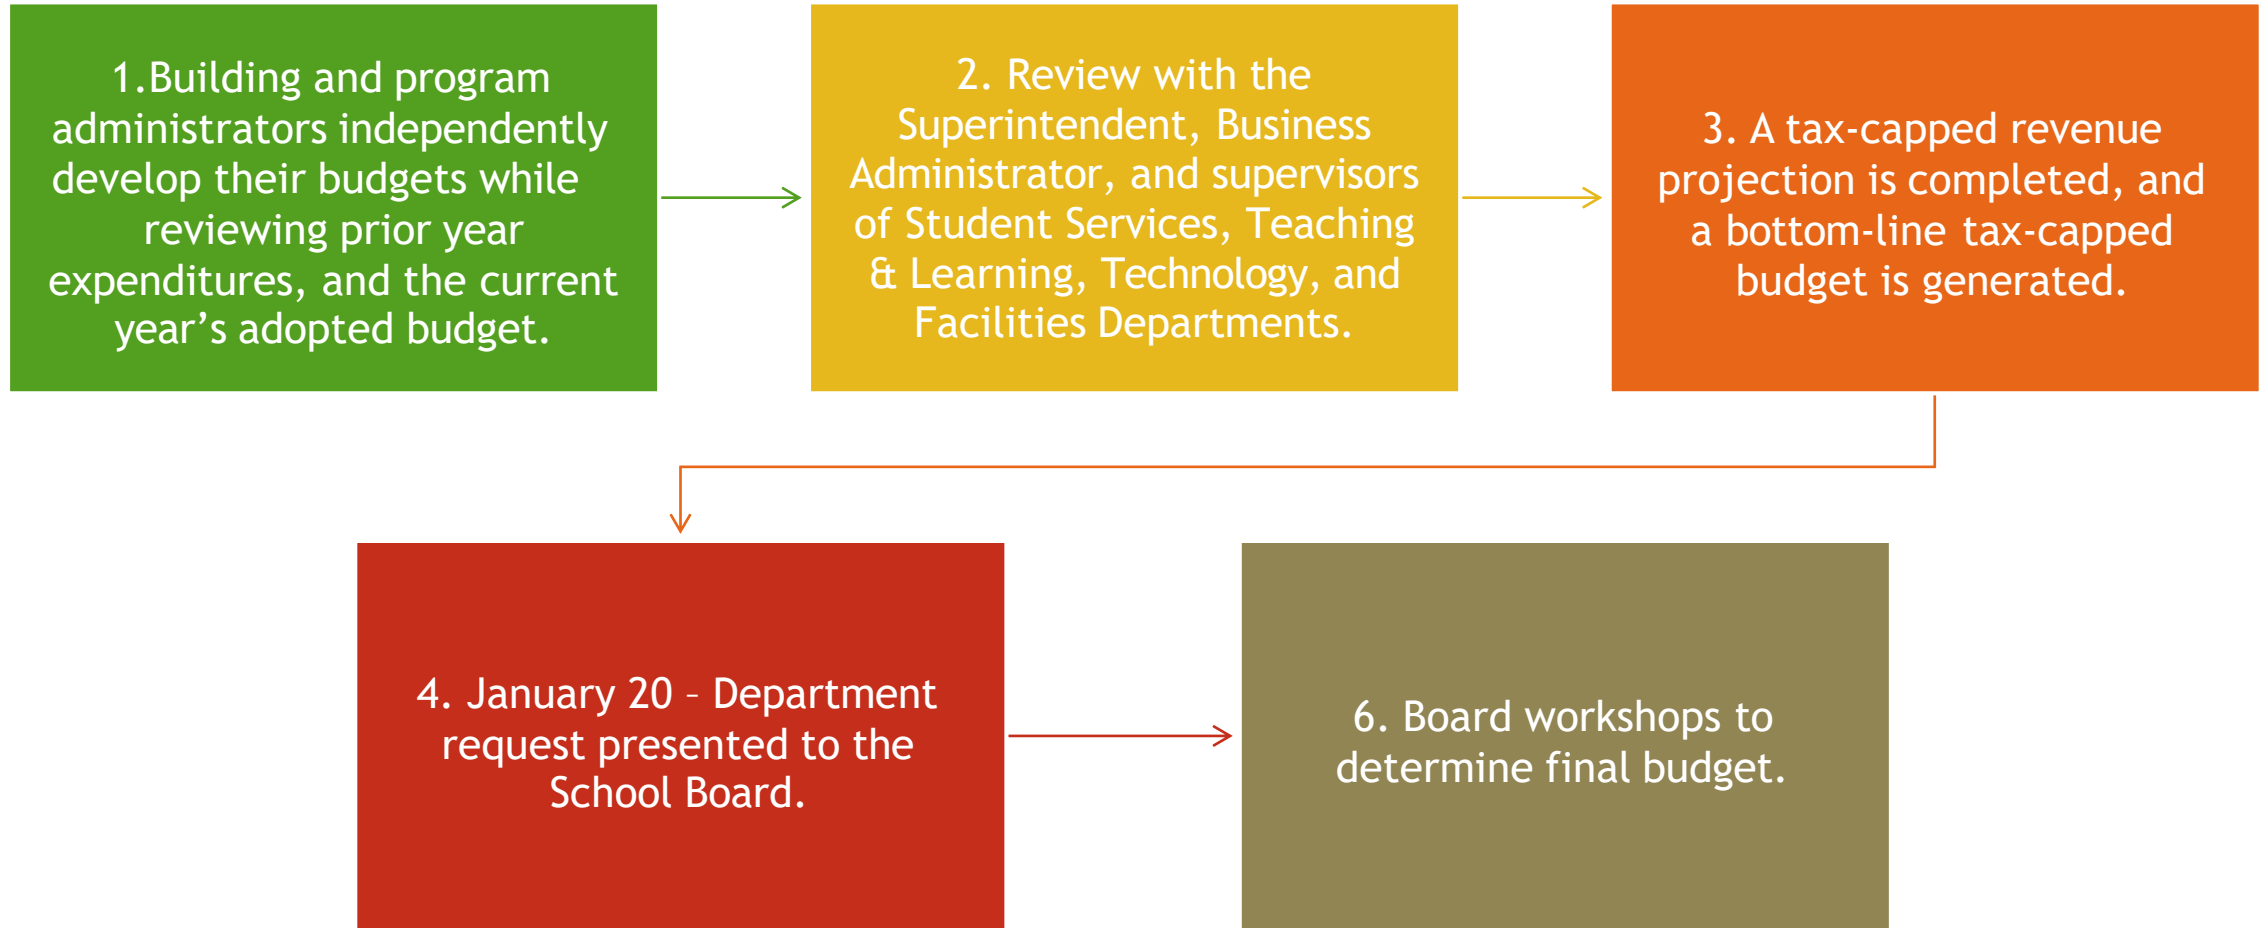 1.Building and program
administrators independently
develop their budgets while
reviewing prior year
expenditures, and the current
year’s adopted budget.
2. Review with the
Superintendent, Business
Administrator, and supervisors
of Student Services, Teaching
& Learning, Technology, and
Facilities Departments.
3. A tax-capped revenue
projection is completed, and
a bottom-line tax-capped
budget is generated.
4. January 20 – Department
request presented to the
School Board.
6. Board workshops to
determine final budget.